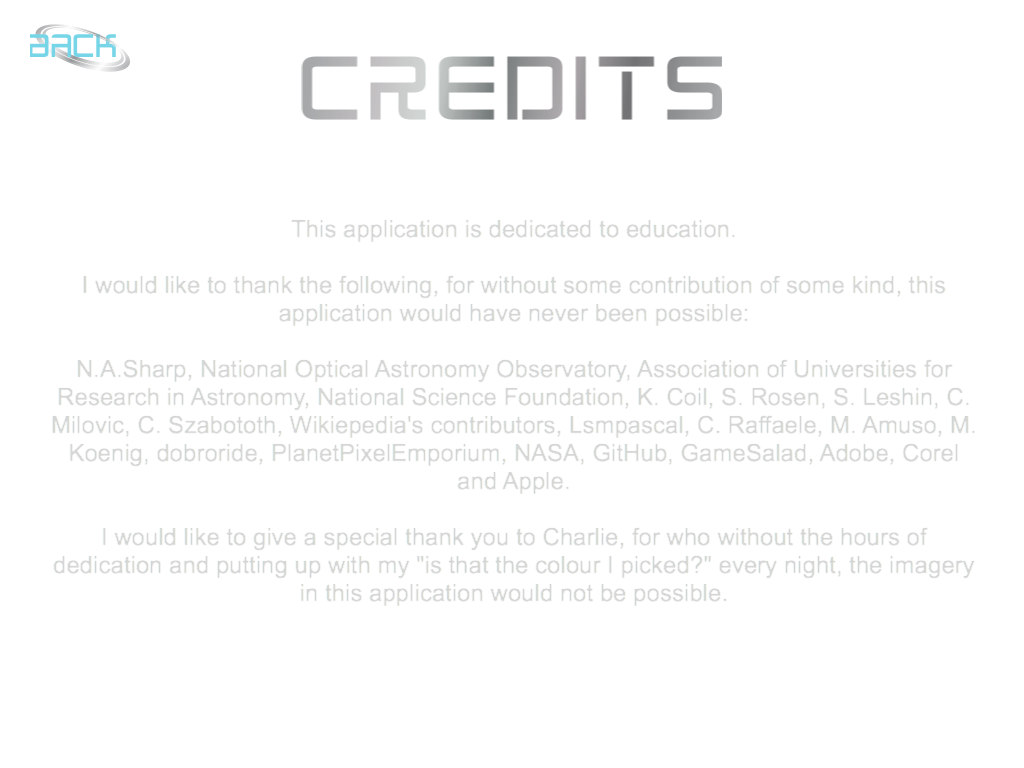 BACK
CREDITS
This application is dedicated to education.
I would like to thank the following, for without some contribution of some kind, this
application would have never been possible:
N.A.Sharp, National Optical Astronomy Observatory, Association of Universities for
Research in Astronomy, National Science Foundation, K. Coil, S. Rosen, S. Leshin, C.
Milovic, C. Szabototh, Wikiepedia's contributors, Lsmpascal, C. Raffaele, M. Amuso, M.
Koenig, dobroride, PlanetPixelEmporium, NASA, GitHub, GameSalad, Adobe, Corel
and Apple.
I would like to give a special thank you to Charlie, for who without the hours of
dedication and putting up with my "is that the colour I picked?" every night, the imagery
in this application would not be possible.